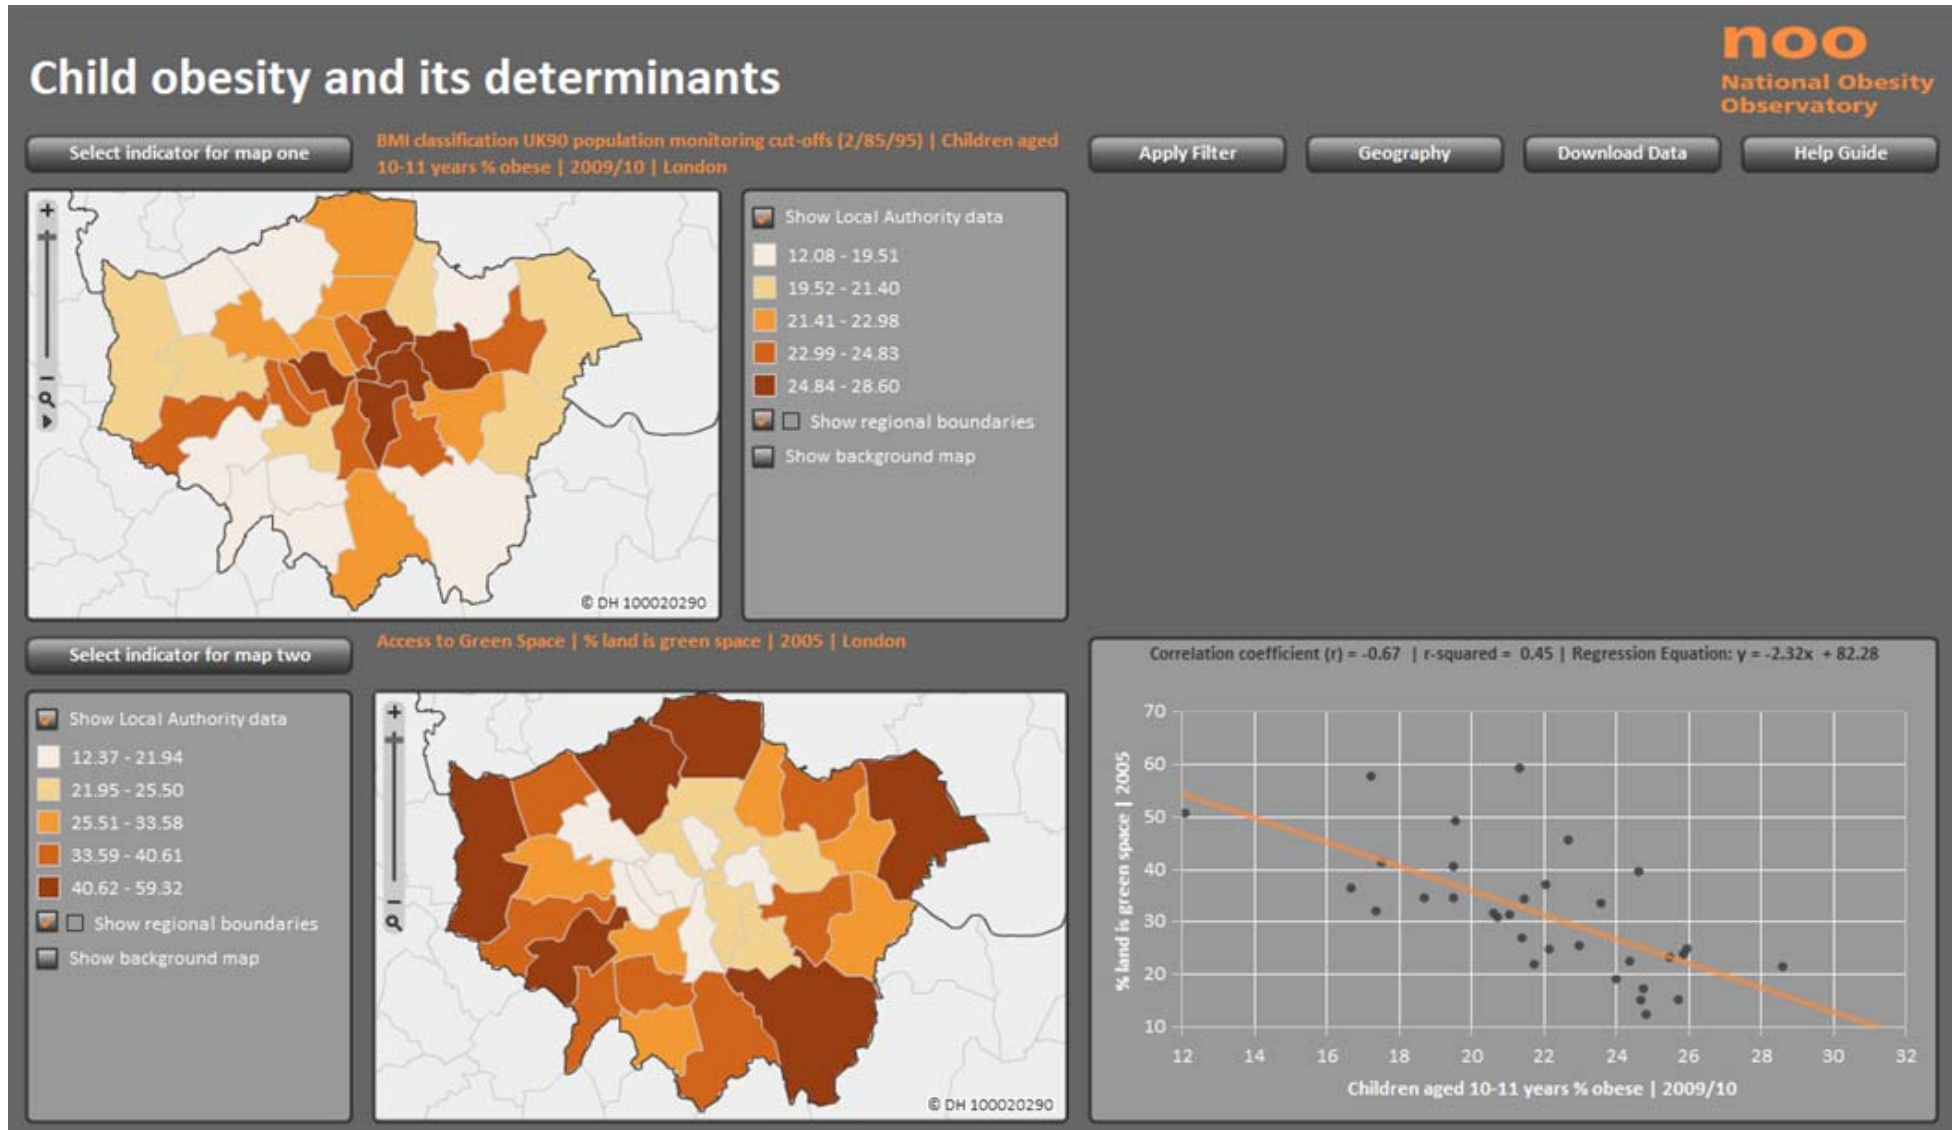 noo
National Obesity
Observatory
Child obesity and its determinants
Select indicator for map one
BMI classification UK90 population monitoring cut-offs (2/85/95) | Children aged
10-11 years % obese | 2009/10 | London
Apply Filter
Geography
Download Data
Help Guide
+
−
© DH 100020290
Show Local Authority data
12.08 - 19.51
19.52 - 21.40
21.41 - 22.98
22.99 - 24.83
24.84 - 28.60
Show regional boundaries
Show background map
Select indicator for map two
Access to Green Space | % land is green space | 2005 | London
Show Local Authority data
12.37 - 21.94
21.95 - 25.50
25.51 - 33.58
33.59 - 40.61
40.62 - 59.32
Show regional boundaries
Show background map
+
−
© DH 100020290
Correlation coefficient (r) = -0.67 | r-squared = 0.45 | Regression Equation: y = -2.32x + 82.28
% land is green space | 2005
70
60
50
40
30
20
10
12 14 16 18 20 22 24 26 28 30 32
Children aged 10-11 years % obese | 2009/10